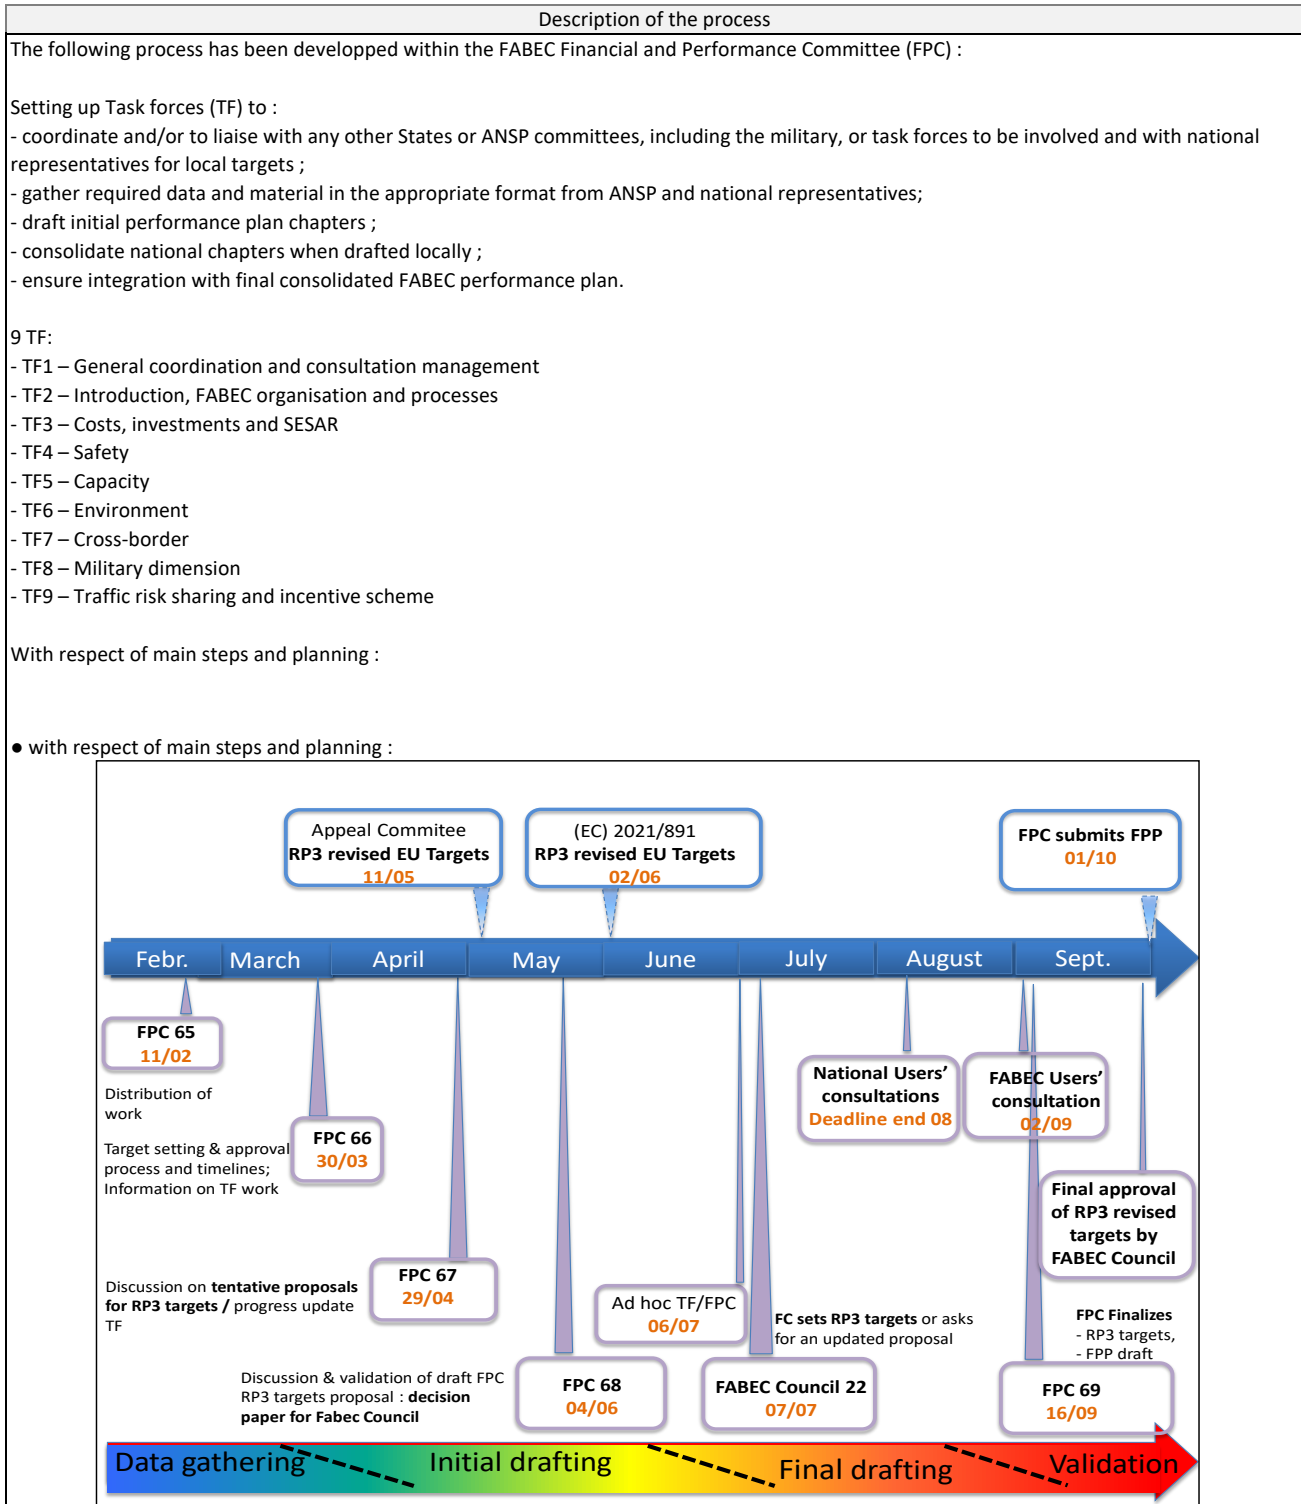 Description of the process
The following process has been developped within the FABEC Financial and Performance Committee (FPC) :
Setting up Task forces (TF) to :
- coordinate and/or to liaise with any other States or ANSP committees, including the military, or task forces to be involved and with national
representatives for local targets ;
- gather required data and material in the appropriate format from ANSP and national representatives;
- draft initial performance plan chapters ;
- consolidate national chapters when drafted locally ;
- ensure integration with final consolidated FABEC performance plan.
9 TF:
- TF1 – General coordination and consultation management
- TF2 – Introduction, FABEC organisation and processes
- TF3 – Costs, investments and SESAR
- TF4 – Safety
- TF5 – Capacity
- TF6 – Environment
- TF7 – Cross-border
- TF8 – Military dimension
- TF9 – Traffic risk sharing and incentive scheme
With respect of main steps and planning :
● with respect of main steps and planning :
Appeal Commitee
RP3 revised EU Targets
11/05
(EC) 2021/891
RP3 revised EU Targets
02/06
FPC submits FPP
01/10
Febr.
March
April
May
June
July
August
Sept.
FPC 65
11/02
Distribution of
work
FPC 66
30/03
Target setting & approval
process and timelines;
Information on TF work
FPC 67
29/04
Discussion on tentative proposals
for RP3 targets / progress update
TF
FPC 68
04/06
Discussion & validation of draft FPC
RP3 targets proposal : decision
paper for Fabec Council
Ad hoc TF/FPC
06/07
FABEC Council 22
07/07
FC sets RP3 targets or asks
for an updated proposal
National Users'
consultations
Deadline end 08
FABEC Users'
consultation
02/09
Final approval
of RP3 revised
targets by
FABEC Council
FPC Finalizes
- RP3 targets,
- FPP draft
FPC 69
16/09
Data gathering
Initial drafting
Final drafting
Validation